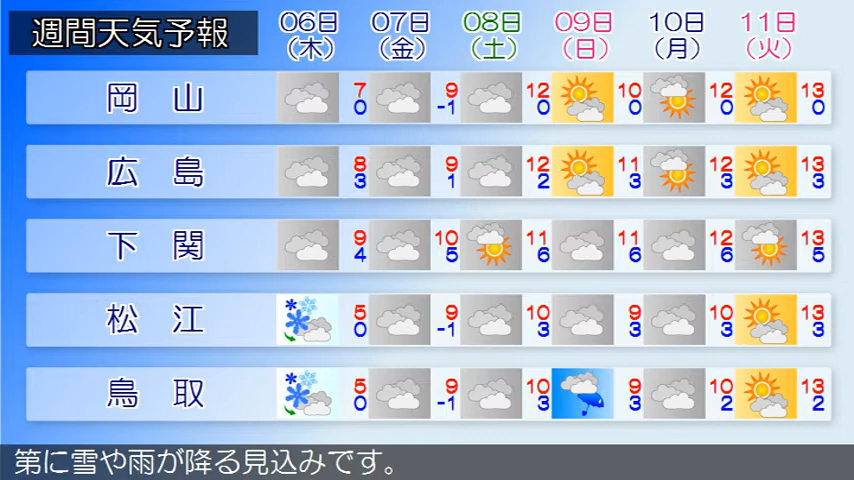 週間天気予報
06日 07日 08日 09日 10日 11日
(木) (金) (土) (日) (月) (火)
岡山 7 0 9 -1 12 0 10 0 12 0 13 0
広島 8 3 9 1 12 2 11 3 12 3 13 3
下関 9 4 10 5 11 6 11 6 12 6 13 5
松江 5 0 9 -1 10 3 9 3 10 3 13 3
鳥取 5 0 9 -1 10 3 9 3 10 2 13 2
第に雪や雨が降る見込みです。